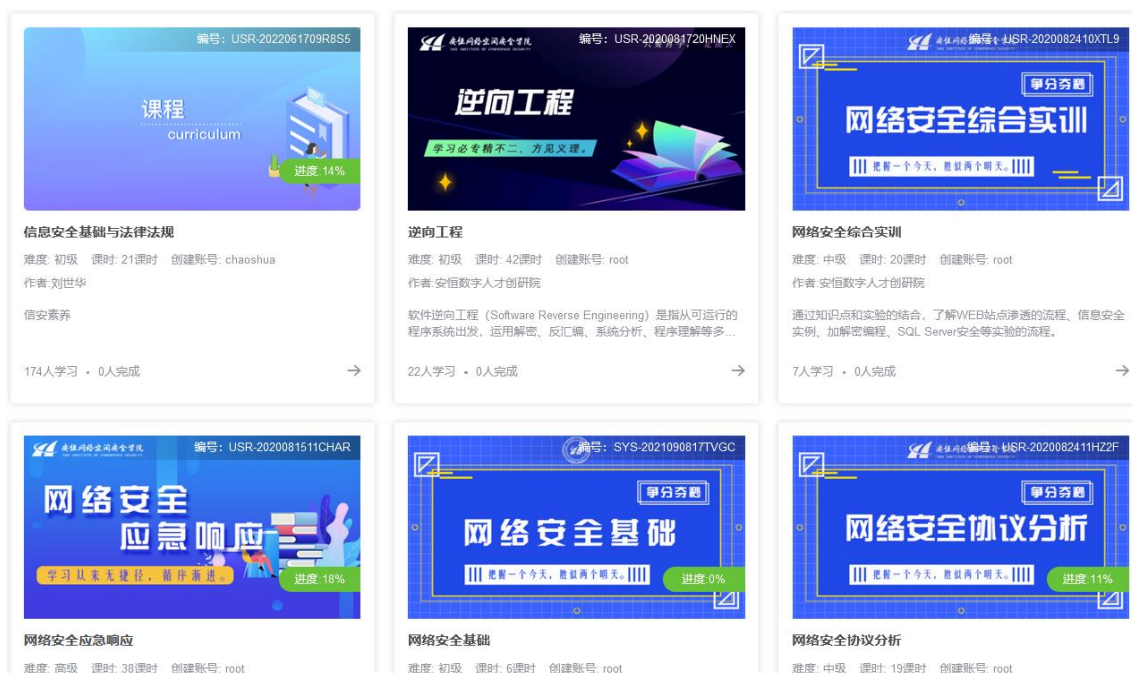 编号：USR-2022061709R8S5
课程
curriculum
进度:14%
信息安全基础与法律法规
难度: 初级 课时: 21课时 创建账号: chaoshua
作者:刘世华
信安素养
174人学习 • 0人完成
安恒网络空间安全学院
编号：USR-2020081720HNEX
逆向工程
学习必专精不二，方见义理。
逆向工程
难度: 初级 课时: 42课时 创建账号: root
作者:安恒数字人才创研院
软件逆向工程（Software Reverse Engineering）是指从可运行的
程序系统出发，运用解密、反汇编、系统分析、程序理解等多...
22人学习 • 0人完成
编号：USR-2020082410XTL9
争分夺秒
网络安全综合实训
把握一个今天，胜似两个明天。
网络安全综合实训
难度: 中级 课时: 20课时 创建账号: root
作者:安恒数字人才创研院
通过知识点和实验的结合，了解WEB站点渗透的流程、信息安全
实例、加解密编程、SQL Server安全等实验的流程。
7人学习 • 0人完成
安恒网络空间安全学院
编号：USR-2020081511CHAR
网络安全
应急响应
学习从来无捷径，循序渐进。
进度:18%
网络安全应急响应
难度: 高级 课时: 38课时 创建账号: root
编号：SYS-2021090817TVGC
争分夺秒
网络安全基础
把握一个今天，胜似两个明天。
进度:0%
网络安全基础
难度: 初级 课时: 6课时 创建账号: root
编号：USR-2020082411HZ2F
争分夺秒
网络安全协议分析
把握一个今天，胜似两个明天。
进度:11%
网络安全协议分析
难度: 中级 课时: 19课时 创建账号: root